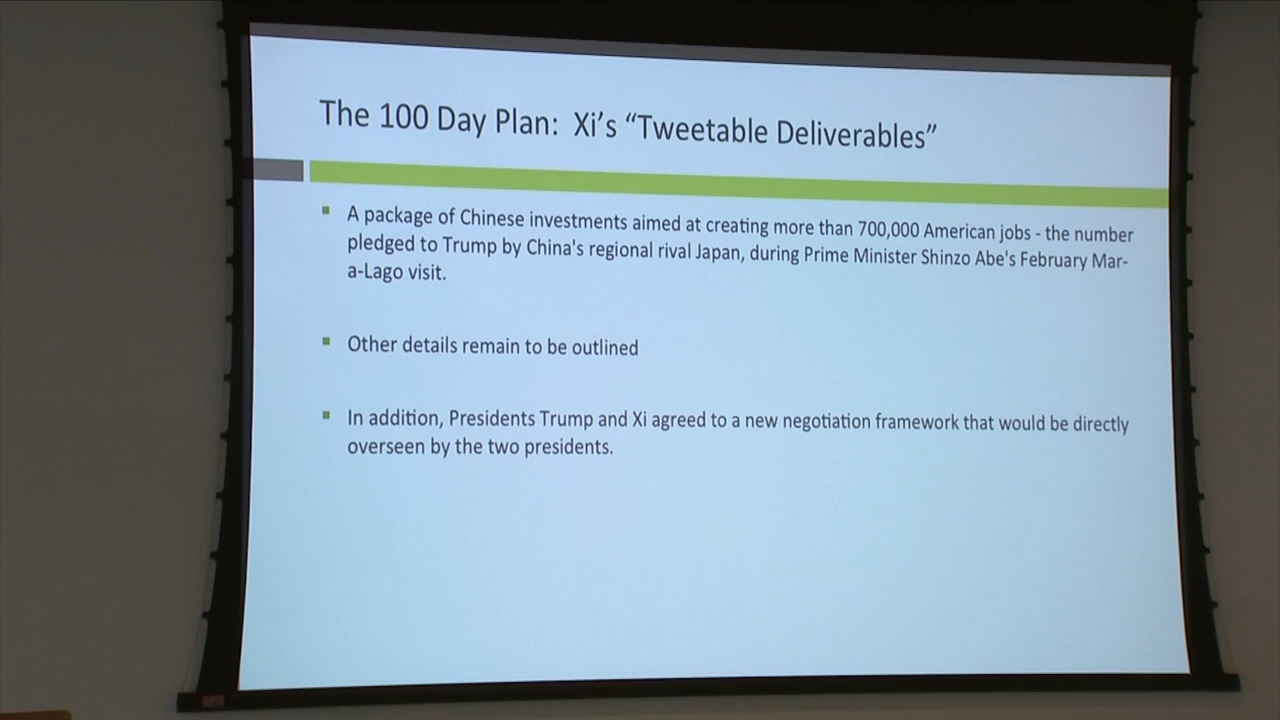 The 100 Day Plan:  Xi’s “Tweetable Deliverables”
A package of Chinese investments aimed at creating more than 700,000 American jobs - the number
pledged to Trump by China's regional rival Japan, during Prime Minister Shinzo Abe's February Mar-
a-Lago visit.
Other details remain to be outlined
In addition, Presidents Trump and Xi agreed to a new negotiation framework that would be directly
overseen by the two presidents.